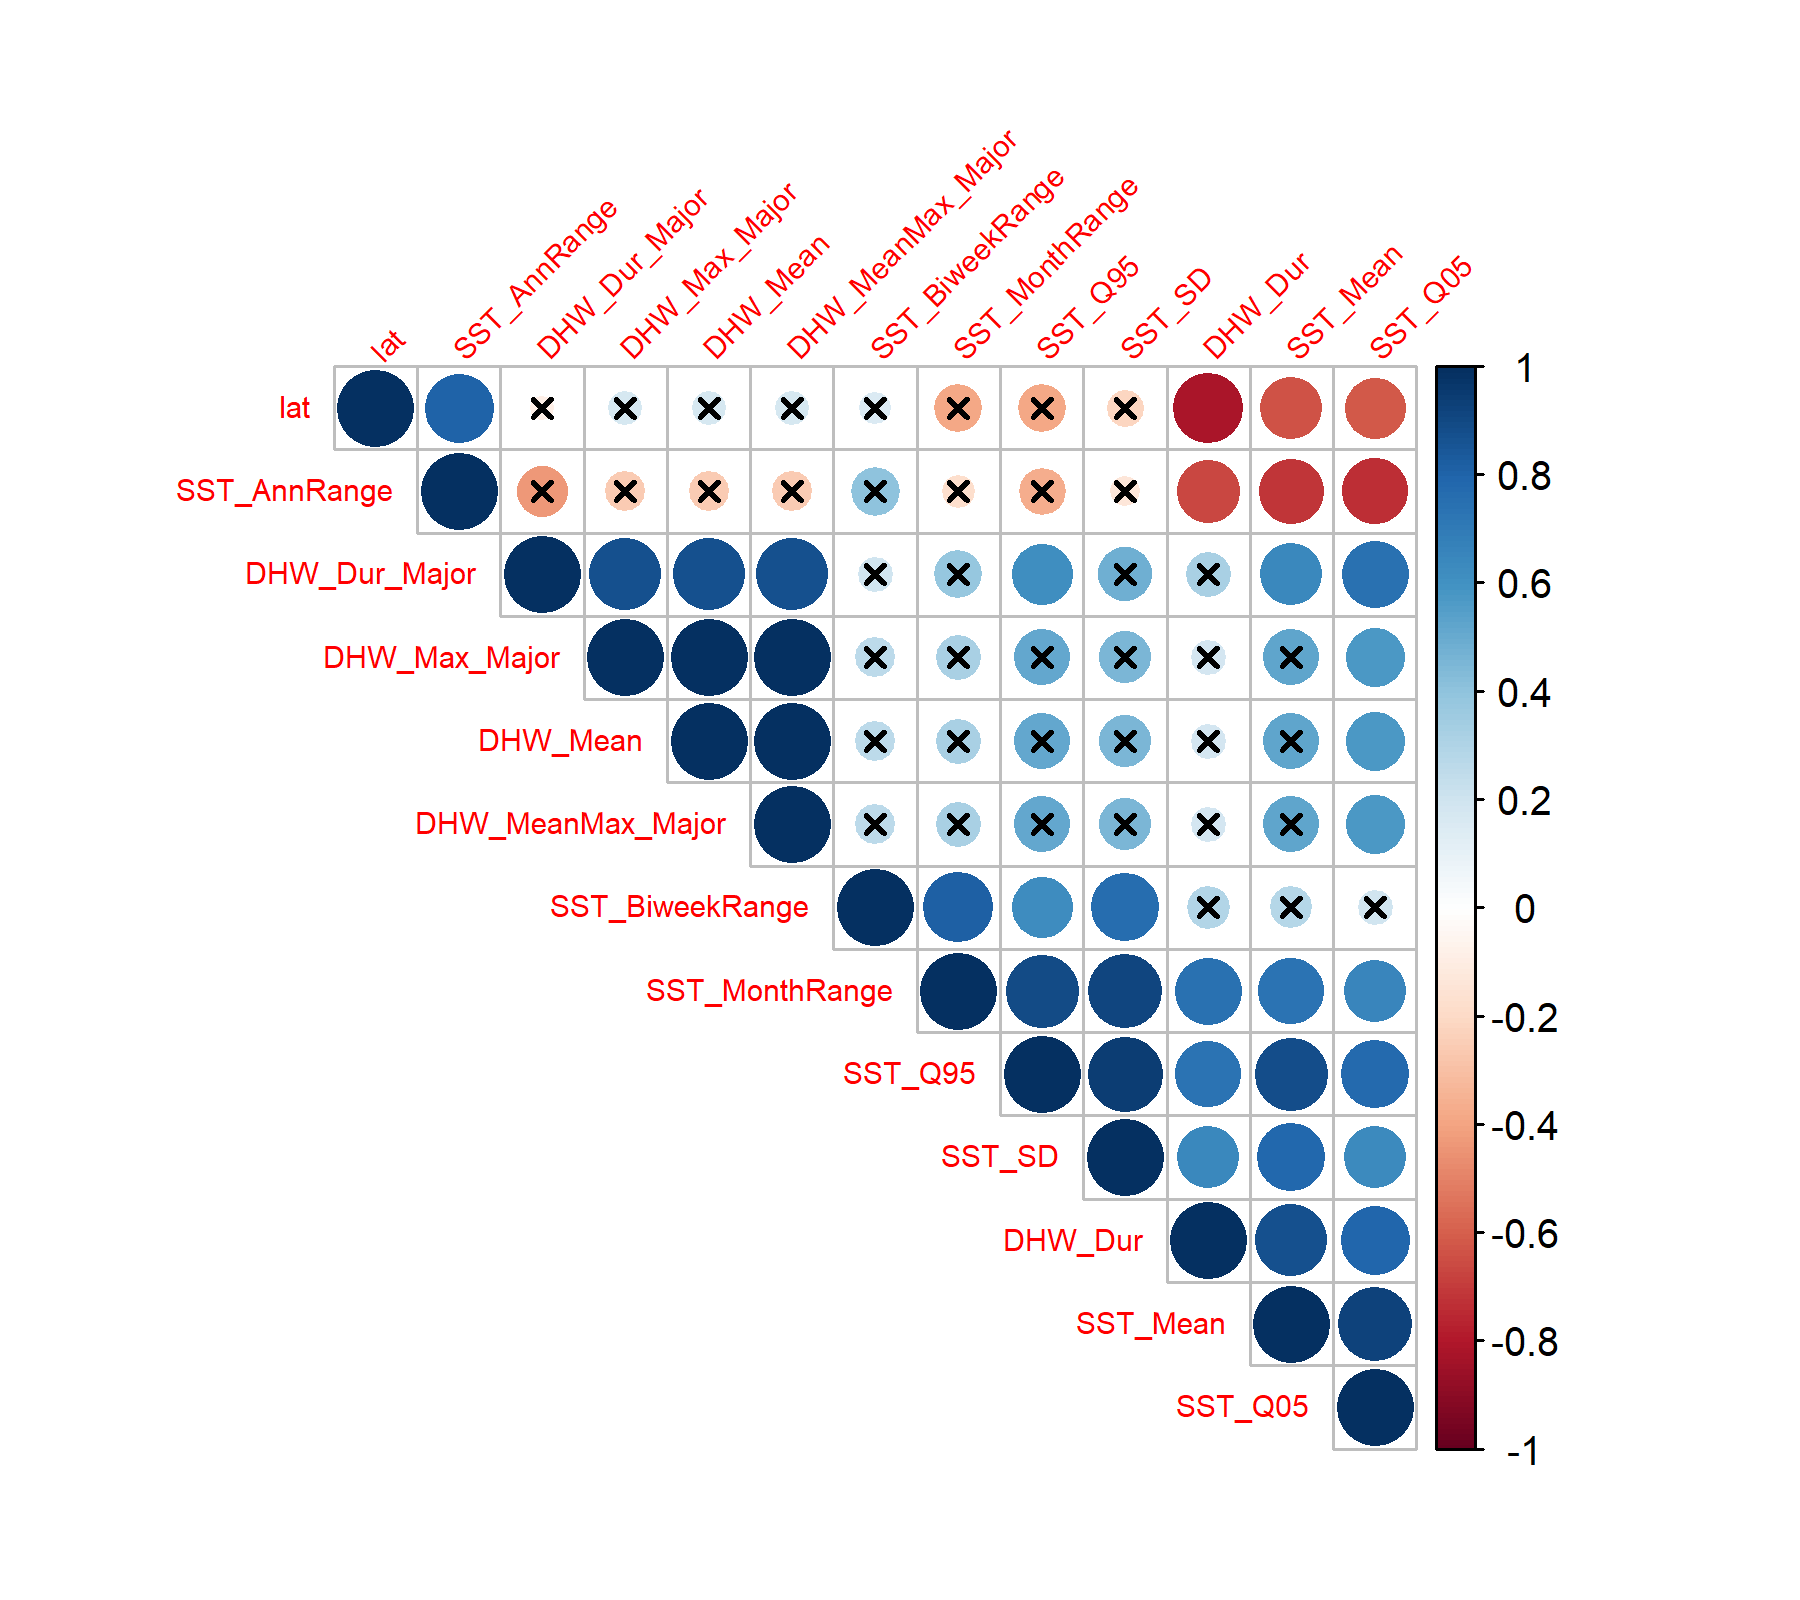 lat
SST_AnnRange
DHW_Dur_Major
DHW_Max_Major
DHW_Mean
DHW_MeanMax_Major
SST_BiweekRange
SST_MonthRange
SST_Q95
SST_SD
DHW_Dur
SST_Mean
SST_Q05
lat
SST_AnnRange
DHW_Dur_Major
DHW_Max_Major
DHW_Mean
DHW_MeanMax_Major
SST_BiweekRange
SST_MonthRange
SST_Q95
SST_SD
DHW_Dur
SST_Mean
SST_Q05
1
0.8
0.6
0.4
0.2
0
-0.2
-0.4
-0.6
-0.8
-1